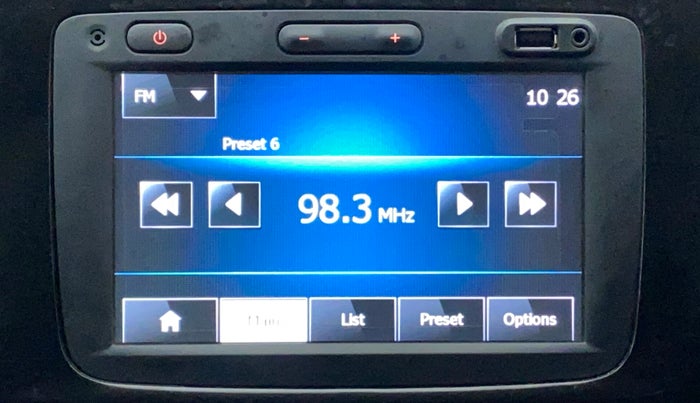 FM
10 26
Preset 6
98.3 MHz
List
Preset
Options